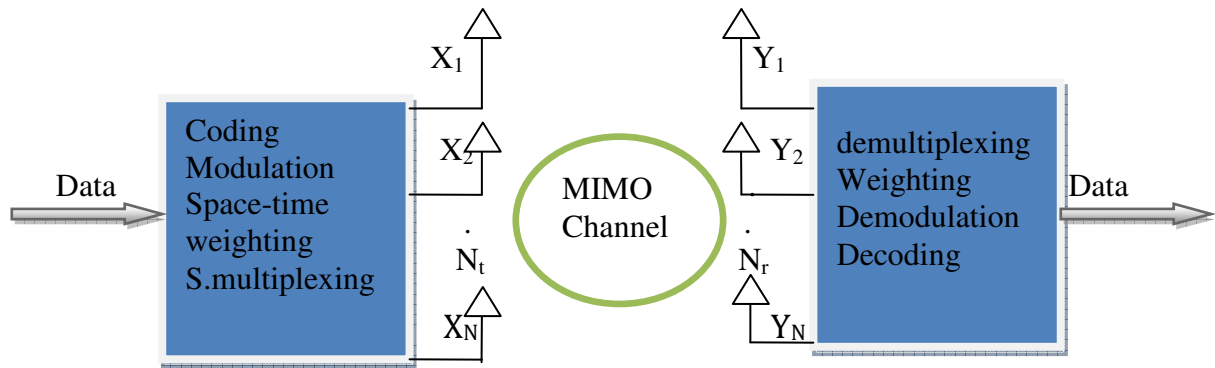 Data
Coding
Modulation
Space-time
weighting
S.multiplexing
X1
X2
.
Nt
XN
MIMO
Channel
Y1
Y2
.
Nr
YN
demultiplexing
Weighting
Demodulation
Decoding
Data